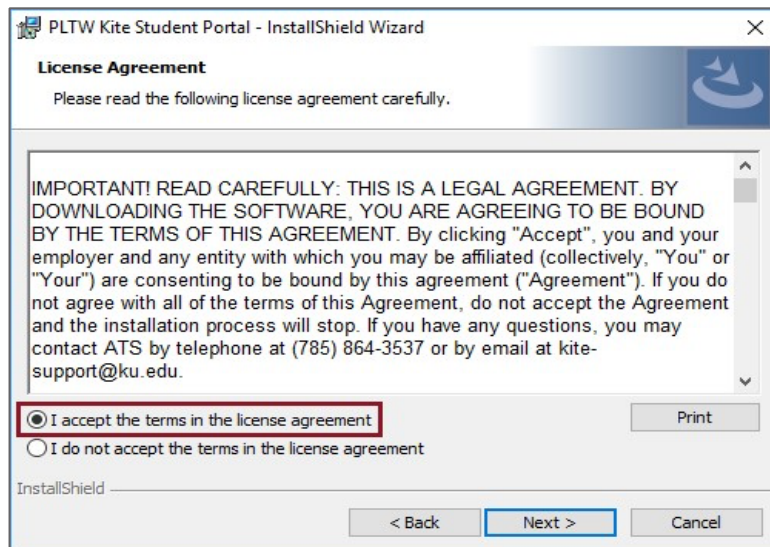 PLTW Kite Student Portal - InstallShield Wizard
License Agreement
Please read the following license agreement carefully.
IMPORTANT! READ CAREFULLY: THIS IS A LEGAL AGREEMENT. BY
DOWNLOADING THE SOFTWARE, YOU ARE AGREEING TO BE BOUND
BY THE TERMS OF THIS AGREEMENT. By clicking "Accept", you and your
employer and any entity with which you may be affiliated (collectively, "You" or
"Your") are consenting to be bound by this agreement ("Agreement"). If you do
not agree with all of the terms of this Agreement, do not accept the Agreement
and the installation process will stop. If you have any questions, you may
contact ATS by telephone at (785) 864-3537 or by email at kite-
support@ku.edu.
I accept the terms in the license agreement
Print
I do not accept the terms in the license agreement
InstallShield
< Back
Next >
Cancel